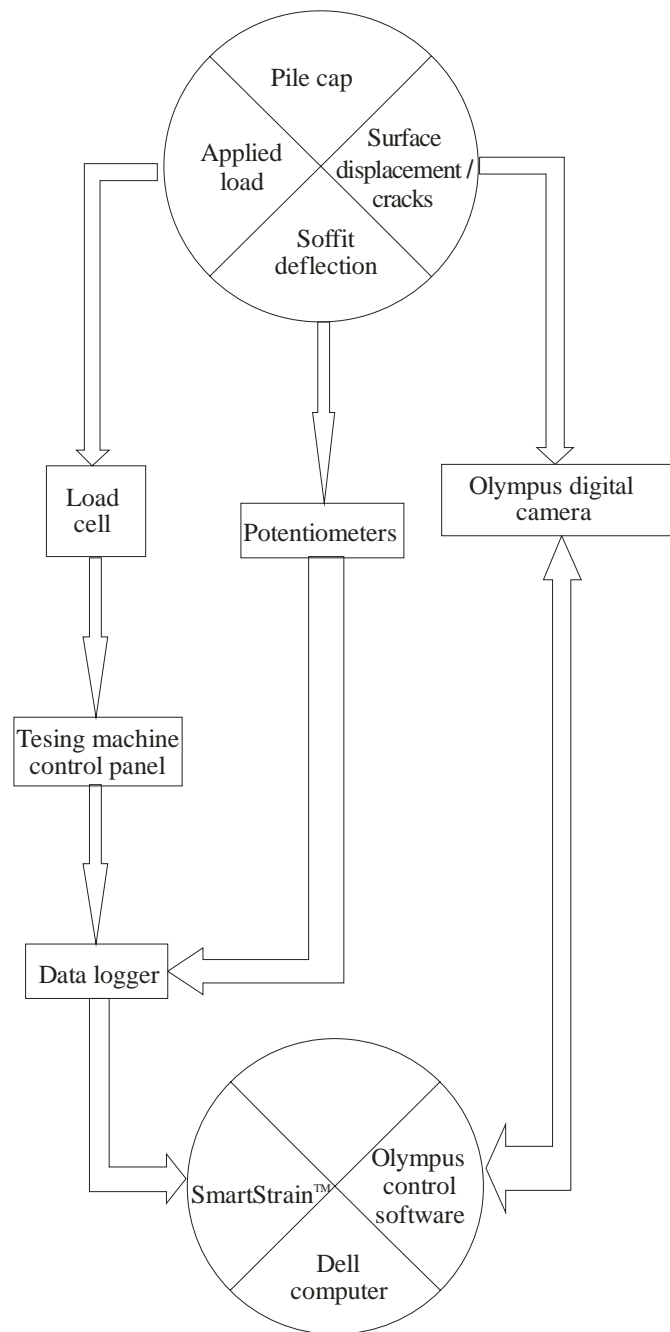 Pile cap
Applied
load
Surface
displacement /
cracks
Soffit
deflection
Load
cell
Potentiometers
Olympus digital
camera
Tesing machine
control panel
Data logger
SmartStrain™
Olympus
control
software
Dell
computer